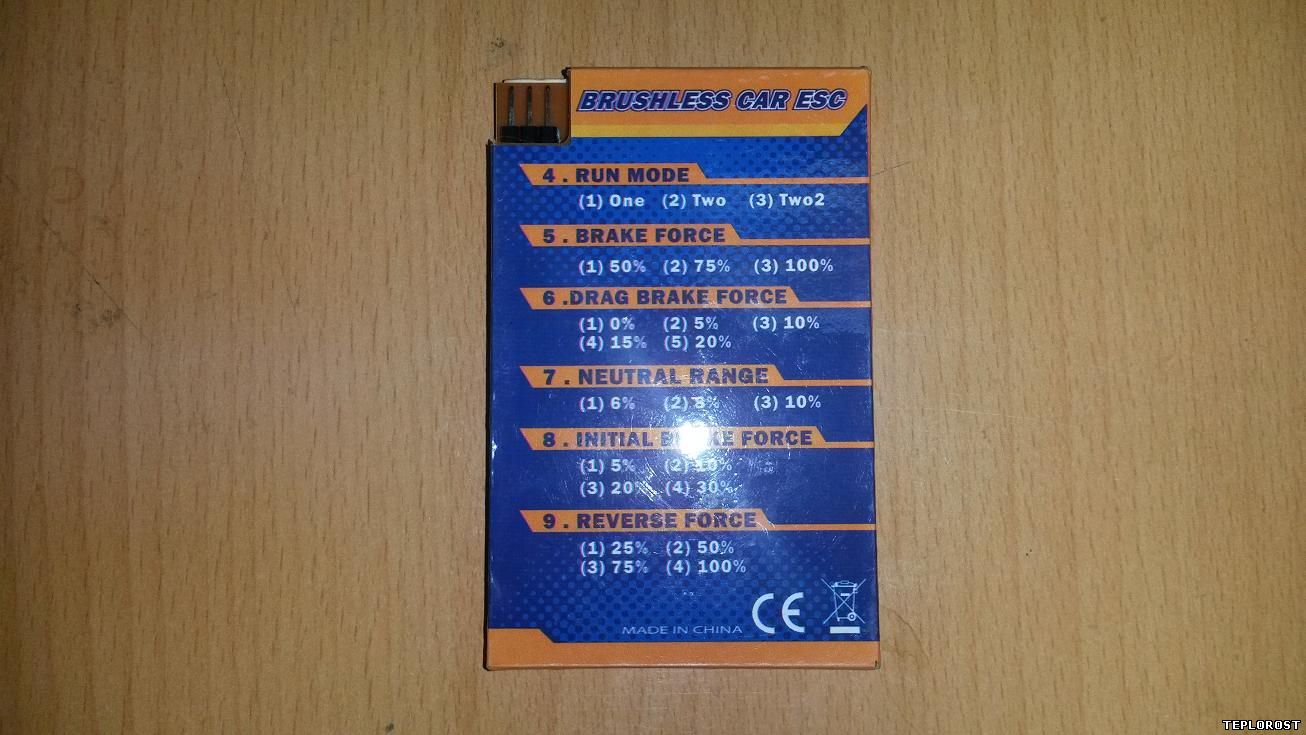 BRUSHLESS CAR ESC
4 . RUN MODE
(1) One (2) Two (3) Two2
5 . BRAKE FORCE
(1) 50% (2) 75% (3) 100%
6 .DRAG BRAKE FORCE
(1) 0% (2) 5% (3) 10%
(4) 15% (5) 20%
7 . NEUTRAL RANGE
(1) 6% (2) 8% (3) 10%
8 . INITIAL BRAKE FORCE
(1) 5% (2) 10%
(3) 20% (4) 30%
9 . REVERSE FORCE
(1) 25% (2) 50%
(3) 75% (4) 100%
MADE IN CHINA CE
TEPLOROST